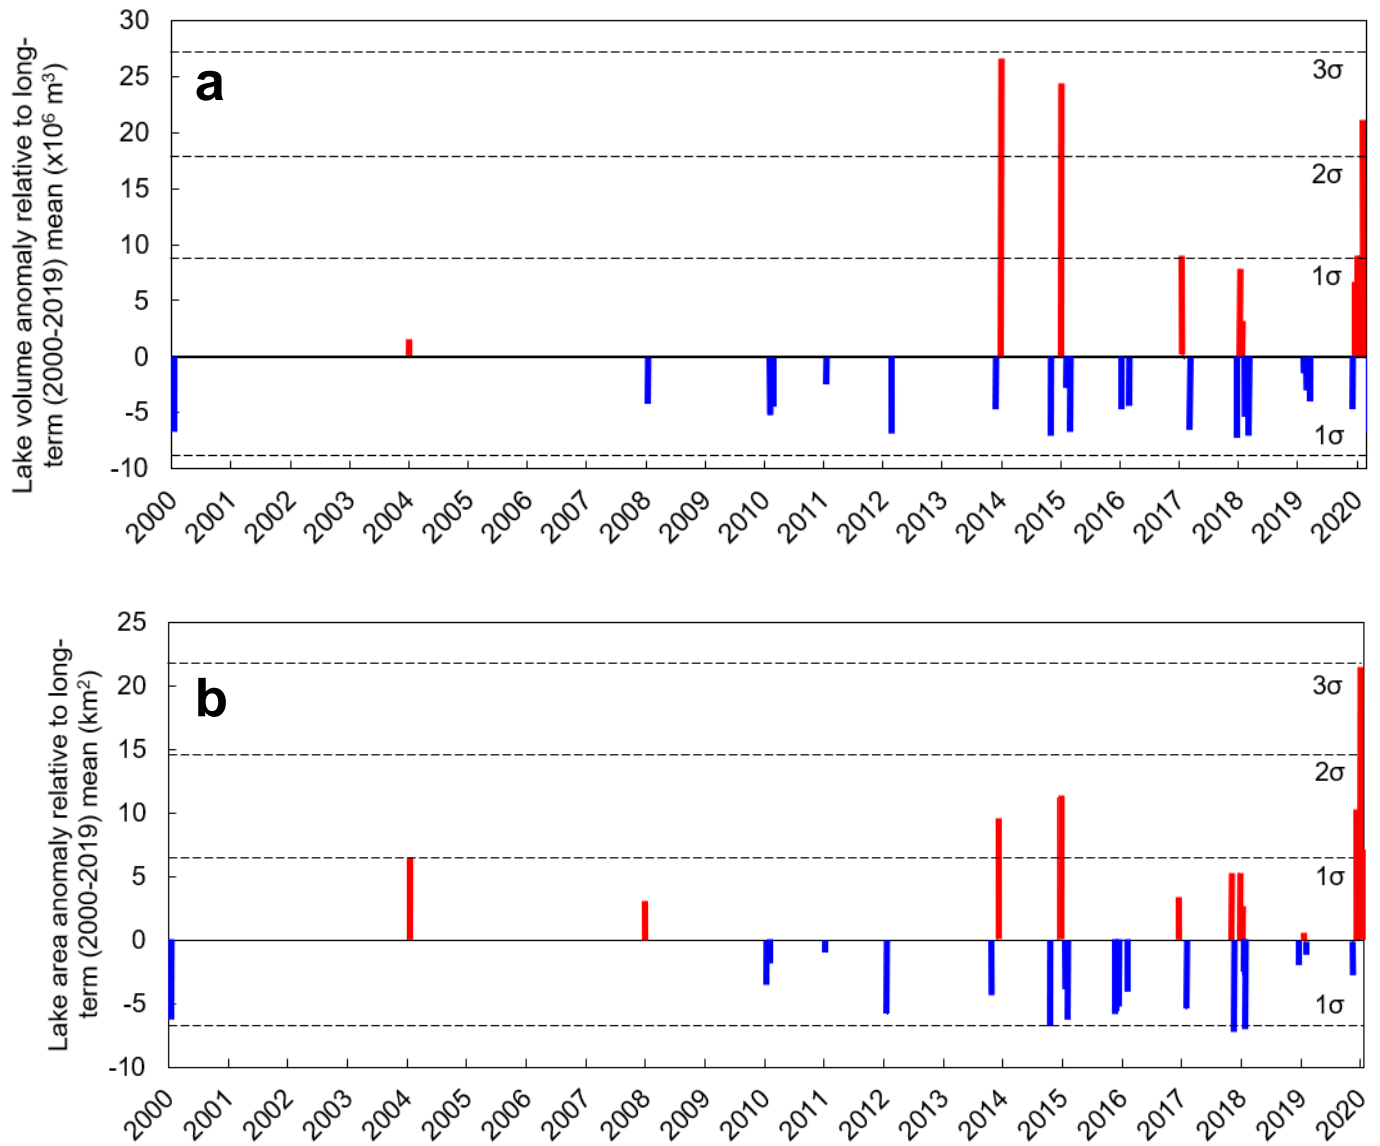 Lake volume anomaly relative to long-
term (2000-2019) mean (x10⁶ m³)
30
25
20
15
10
5
0
-5
-10
a
3σ
2σ
1σ
1σ
2000 2001 2002 2003 2004 2005 2006 2007 2008 2009 2010 2011 2012 2013 2014 2015 2016 2017 2018 2019 2020
Lake area anomaly relative to long-
term (2000-2019) mean (km²)
25
20
15
10
5
0
-5
-10
b
3σ
2σ
1σ
1σ
2000 2001 2002 2003 2004 2005 2006 2007 2008 2009 2010 2011 2012 2013 2014 2015 2016 2017 2018 2019 2020